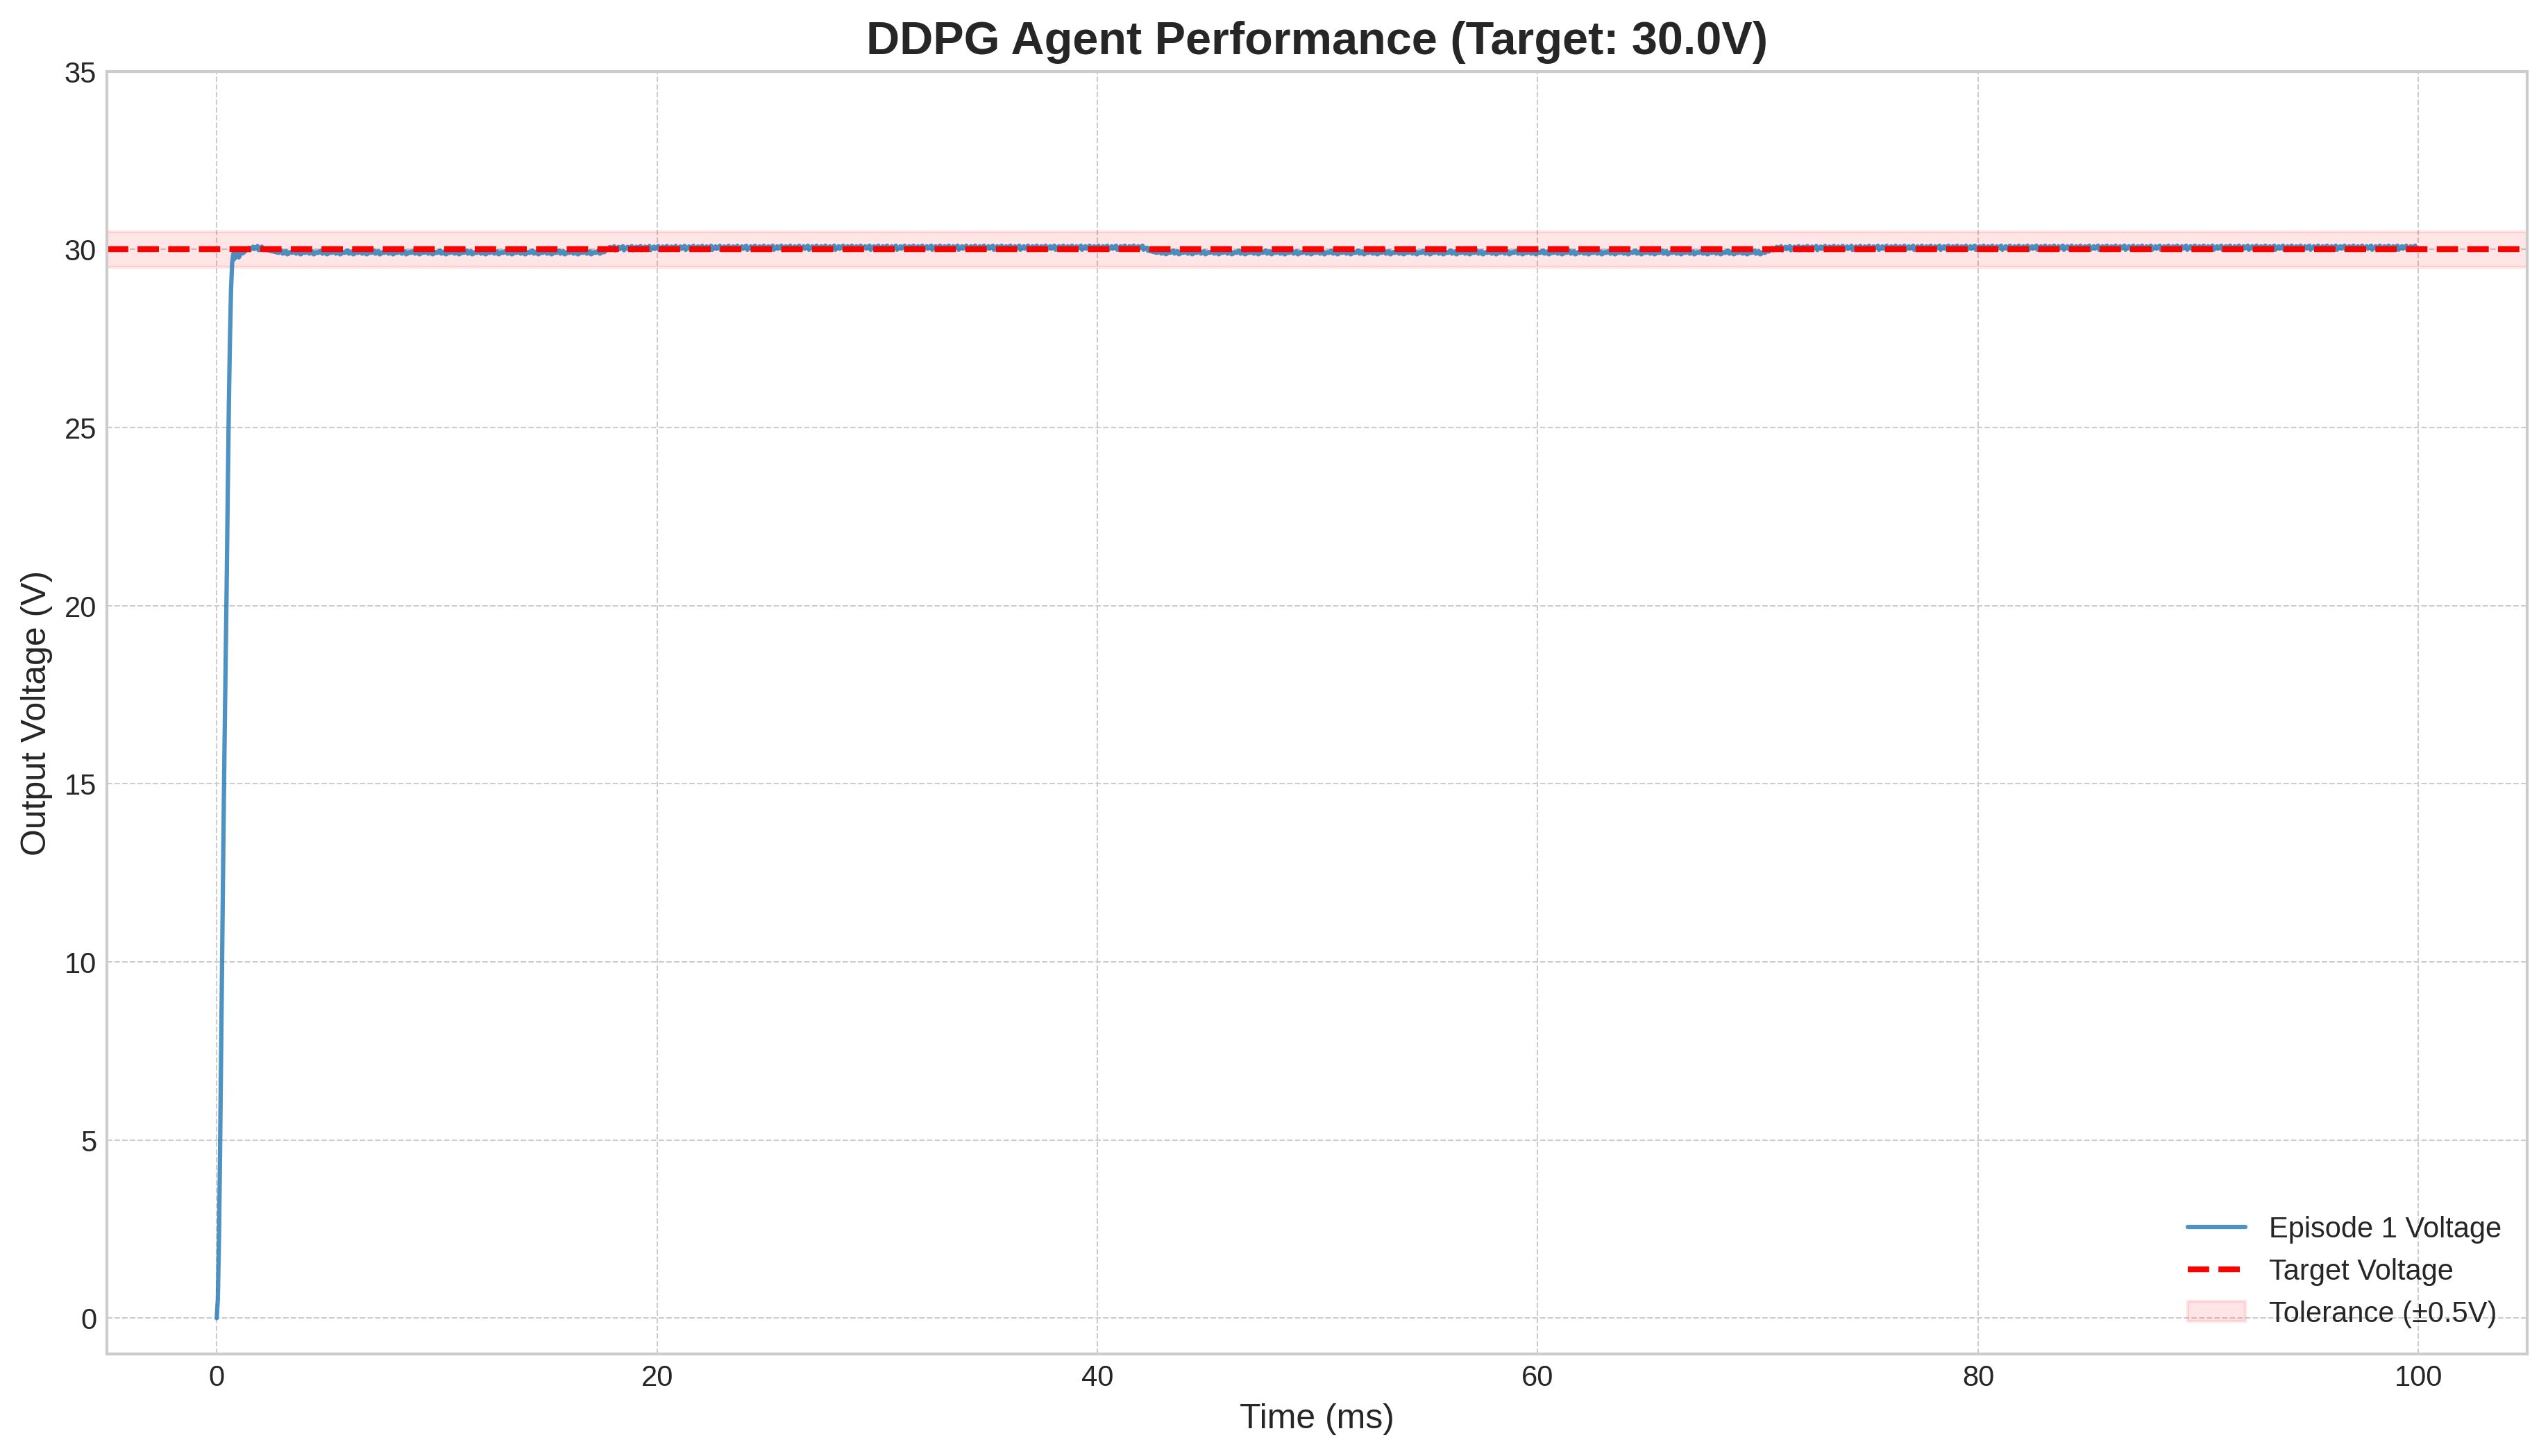 DDPG Agent Performance (Target: 30.0V)
35
30
25
20
15
10
5
0
Output Voltage (V)
0 20 40 60 80 100
Time (ms)
Episode 1 Voltage
Target Voltage
Tolerance (±0.5V)